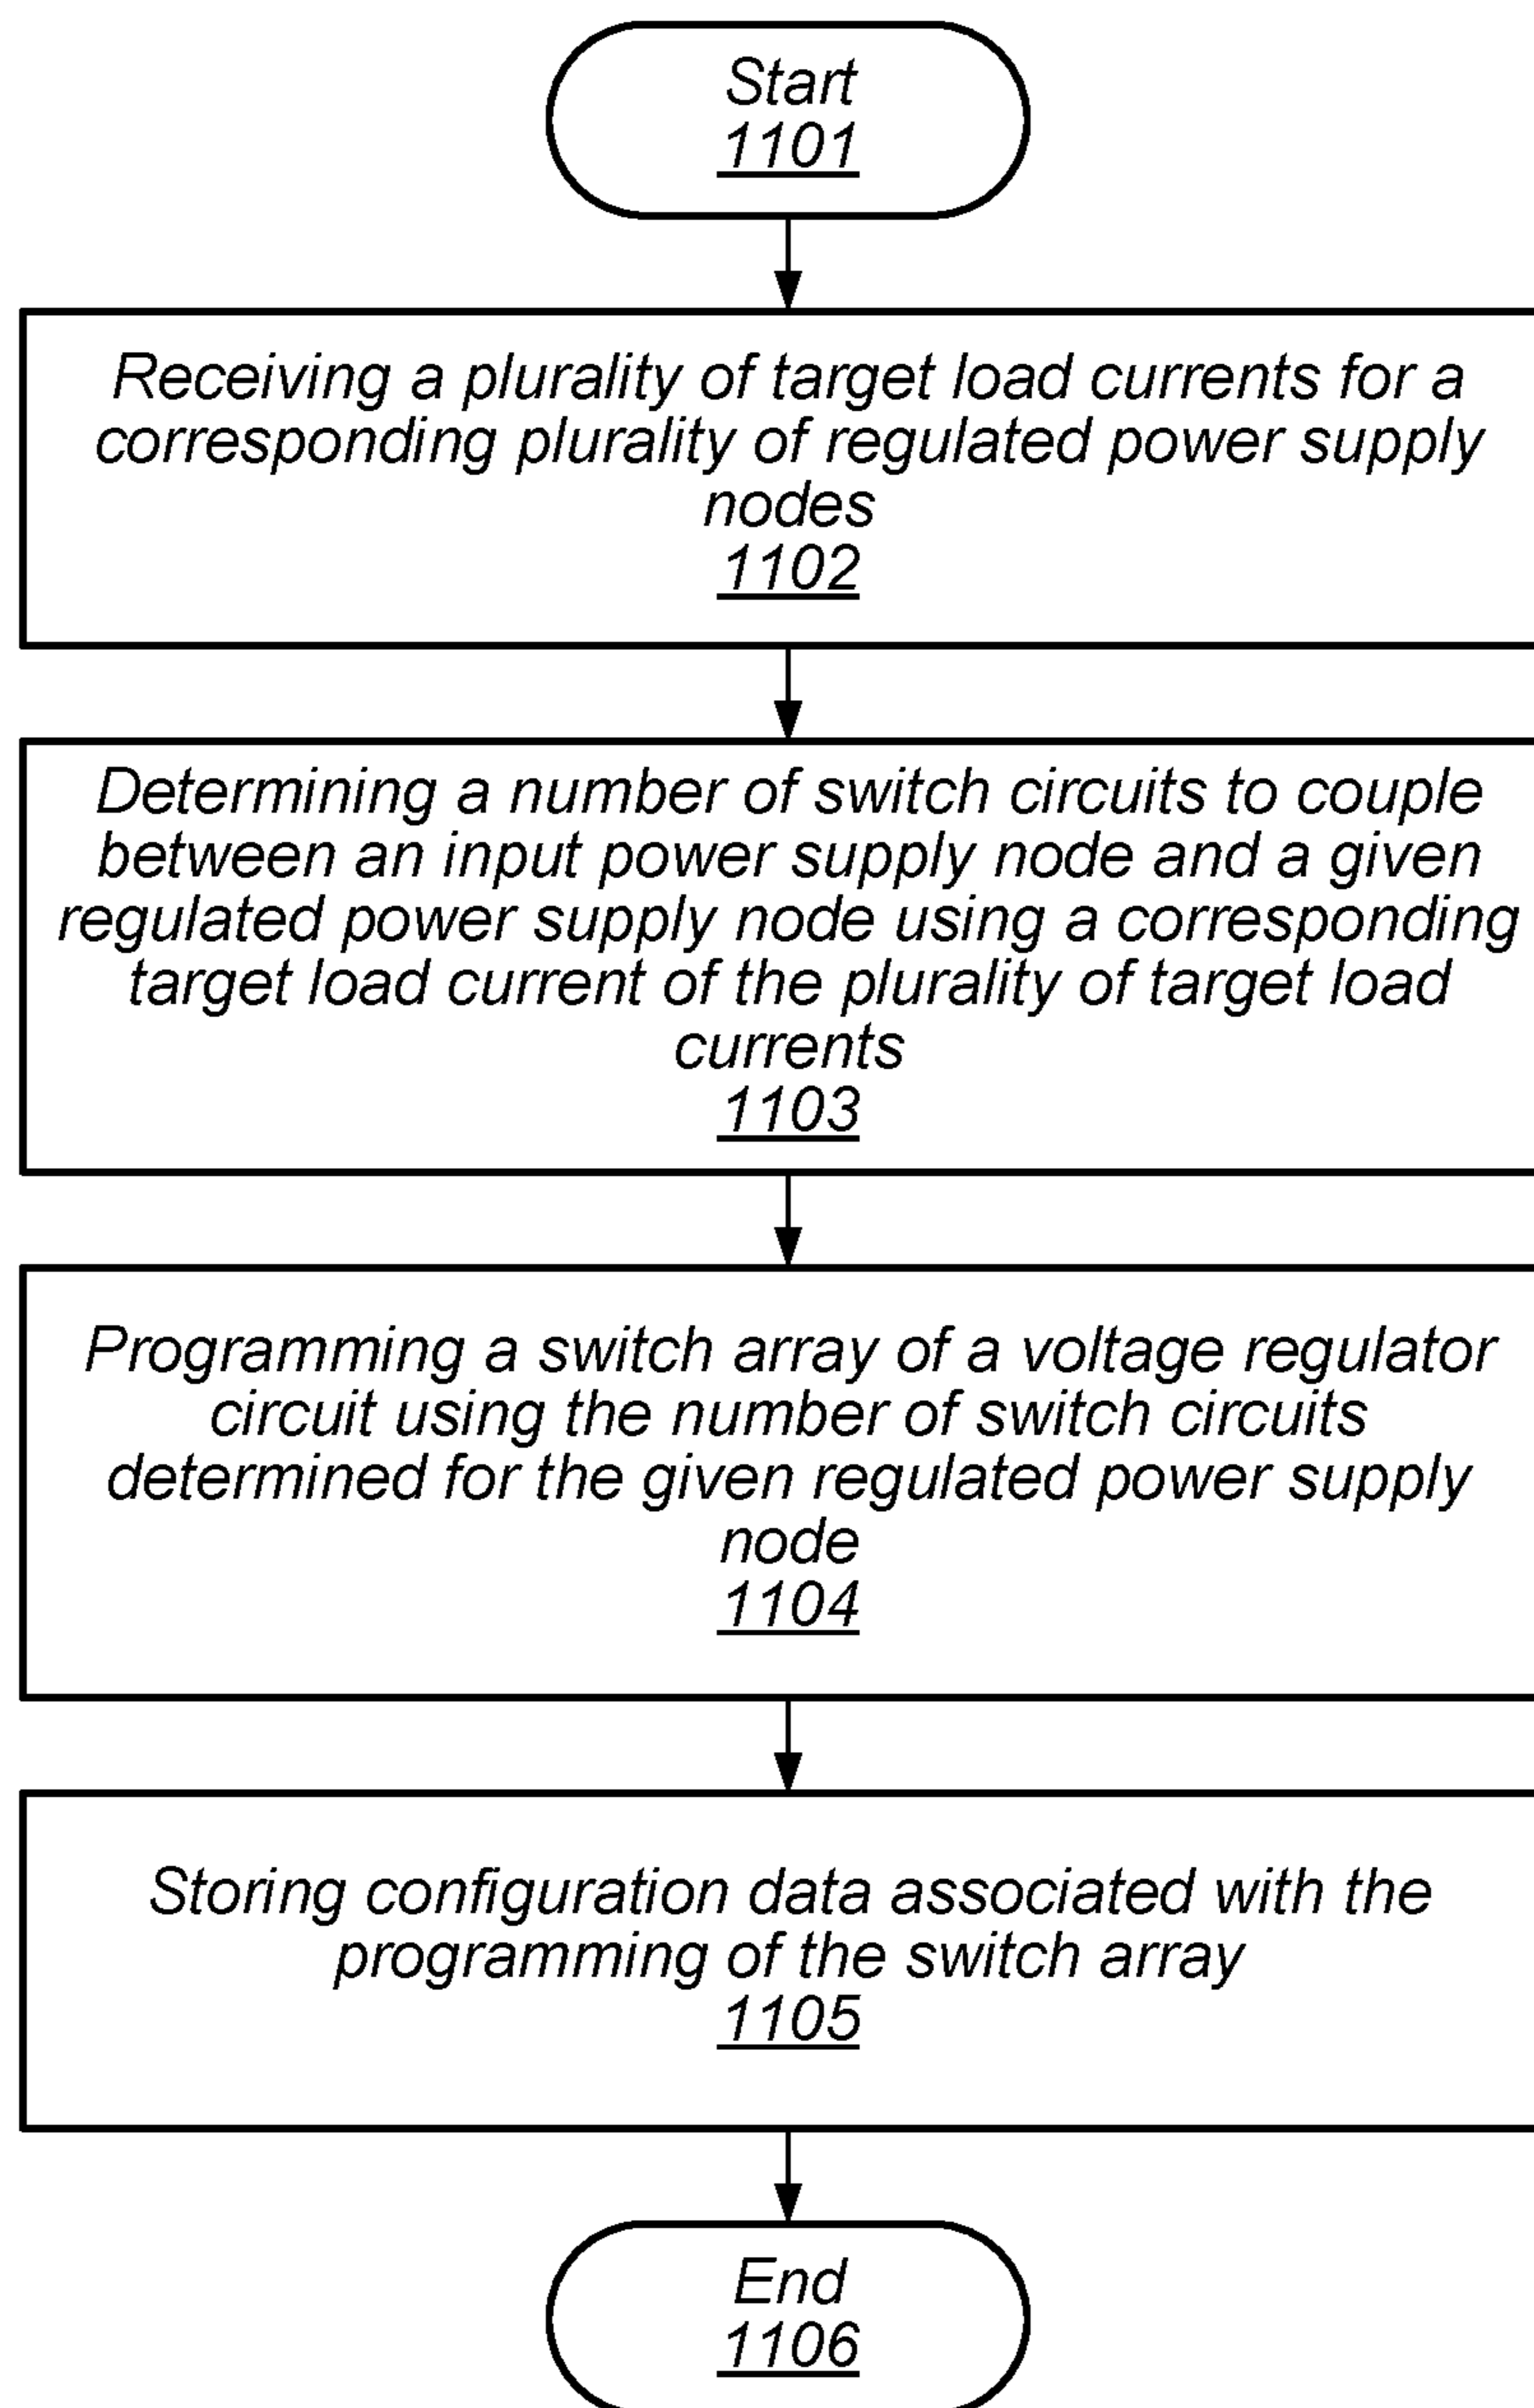 Start
1101
Receiving a plurality of target load currents for a
corresponding plurality of regulated power supply
nodes
1102
Determining a number of switch circuits to couple
between an input power supply node and a given
regulated power supply node using a corresponding
target load current of the plurality of target load
currents
1103
Programming a switch array of a voltage regulator
circuit using the number of switch circuits
determined for the given regulated power supply
node
1104
Storing configuration data associated with the
programming of the switch array
1105
End
1106